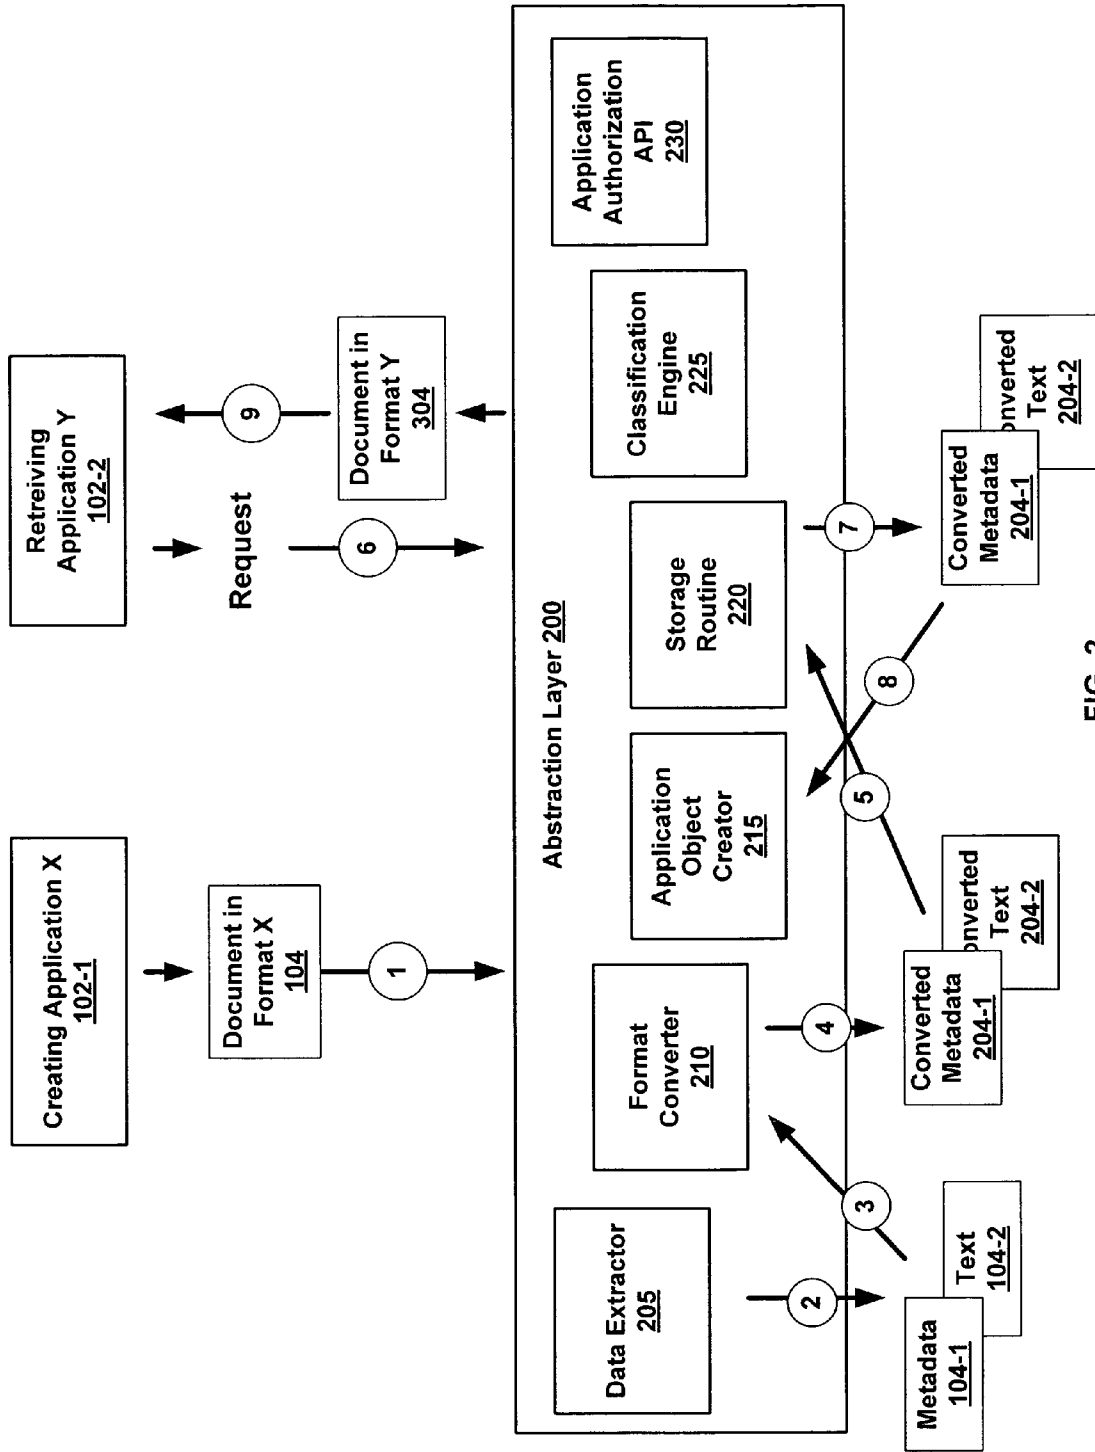 Creating Application X
102-1
Retreiving
Application Y
102-2
Document in
Format X
104
Request
Document in
Format Y
304
1
6
9
Abstraction Layer 200
Data Extractor
205
Format
Converter
210
Application
Object
Creator
215
Storage
Routine
220
Classification
Engine
225
Application
Authorization
API
230
2
3
4
5
8
7
Metadata
104-1
Text
104-2
Converted
Metadata
204-1
onverted
Text
204-2
Converted
Metadata
204-1
onverted
Text
204-2